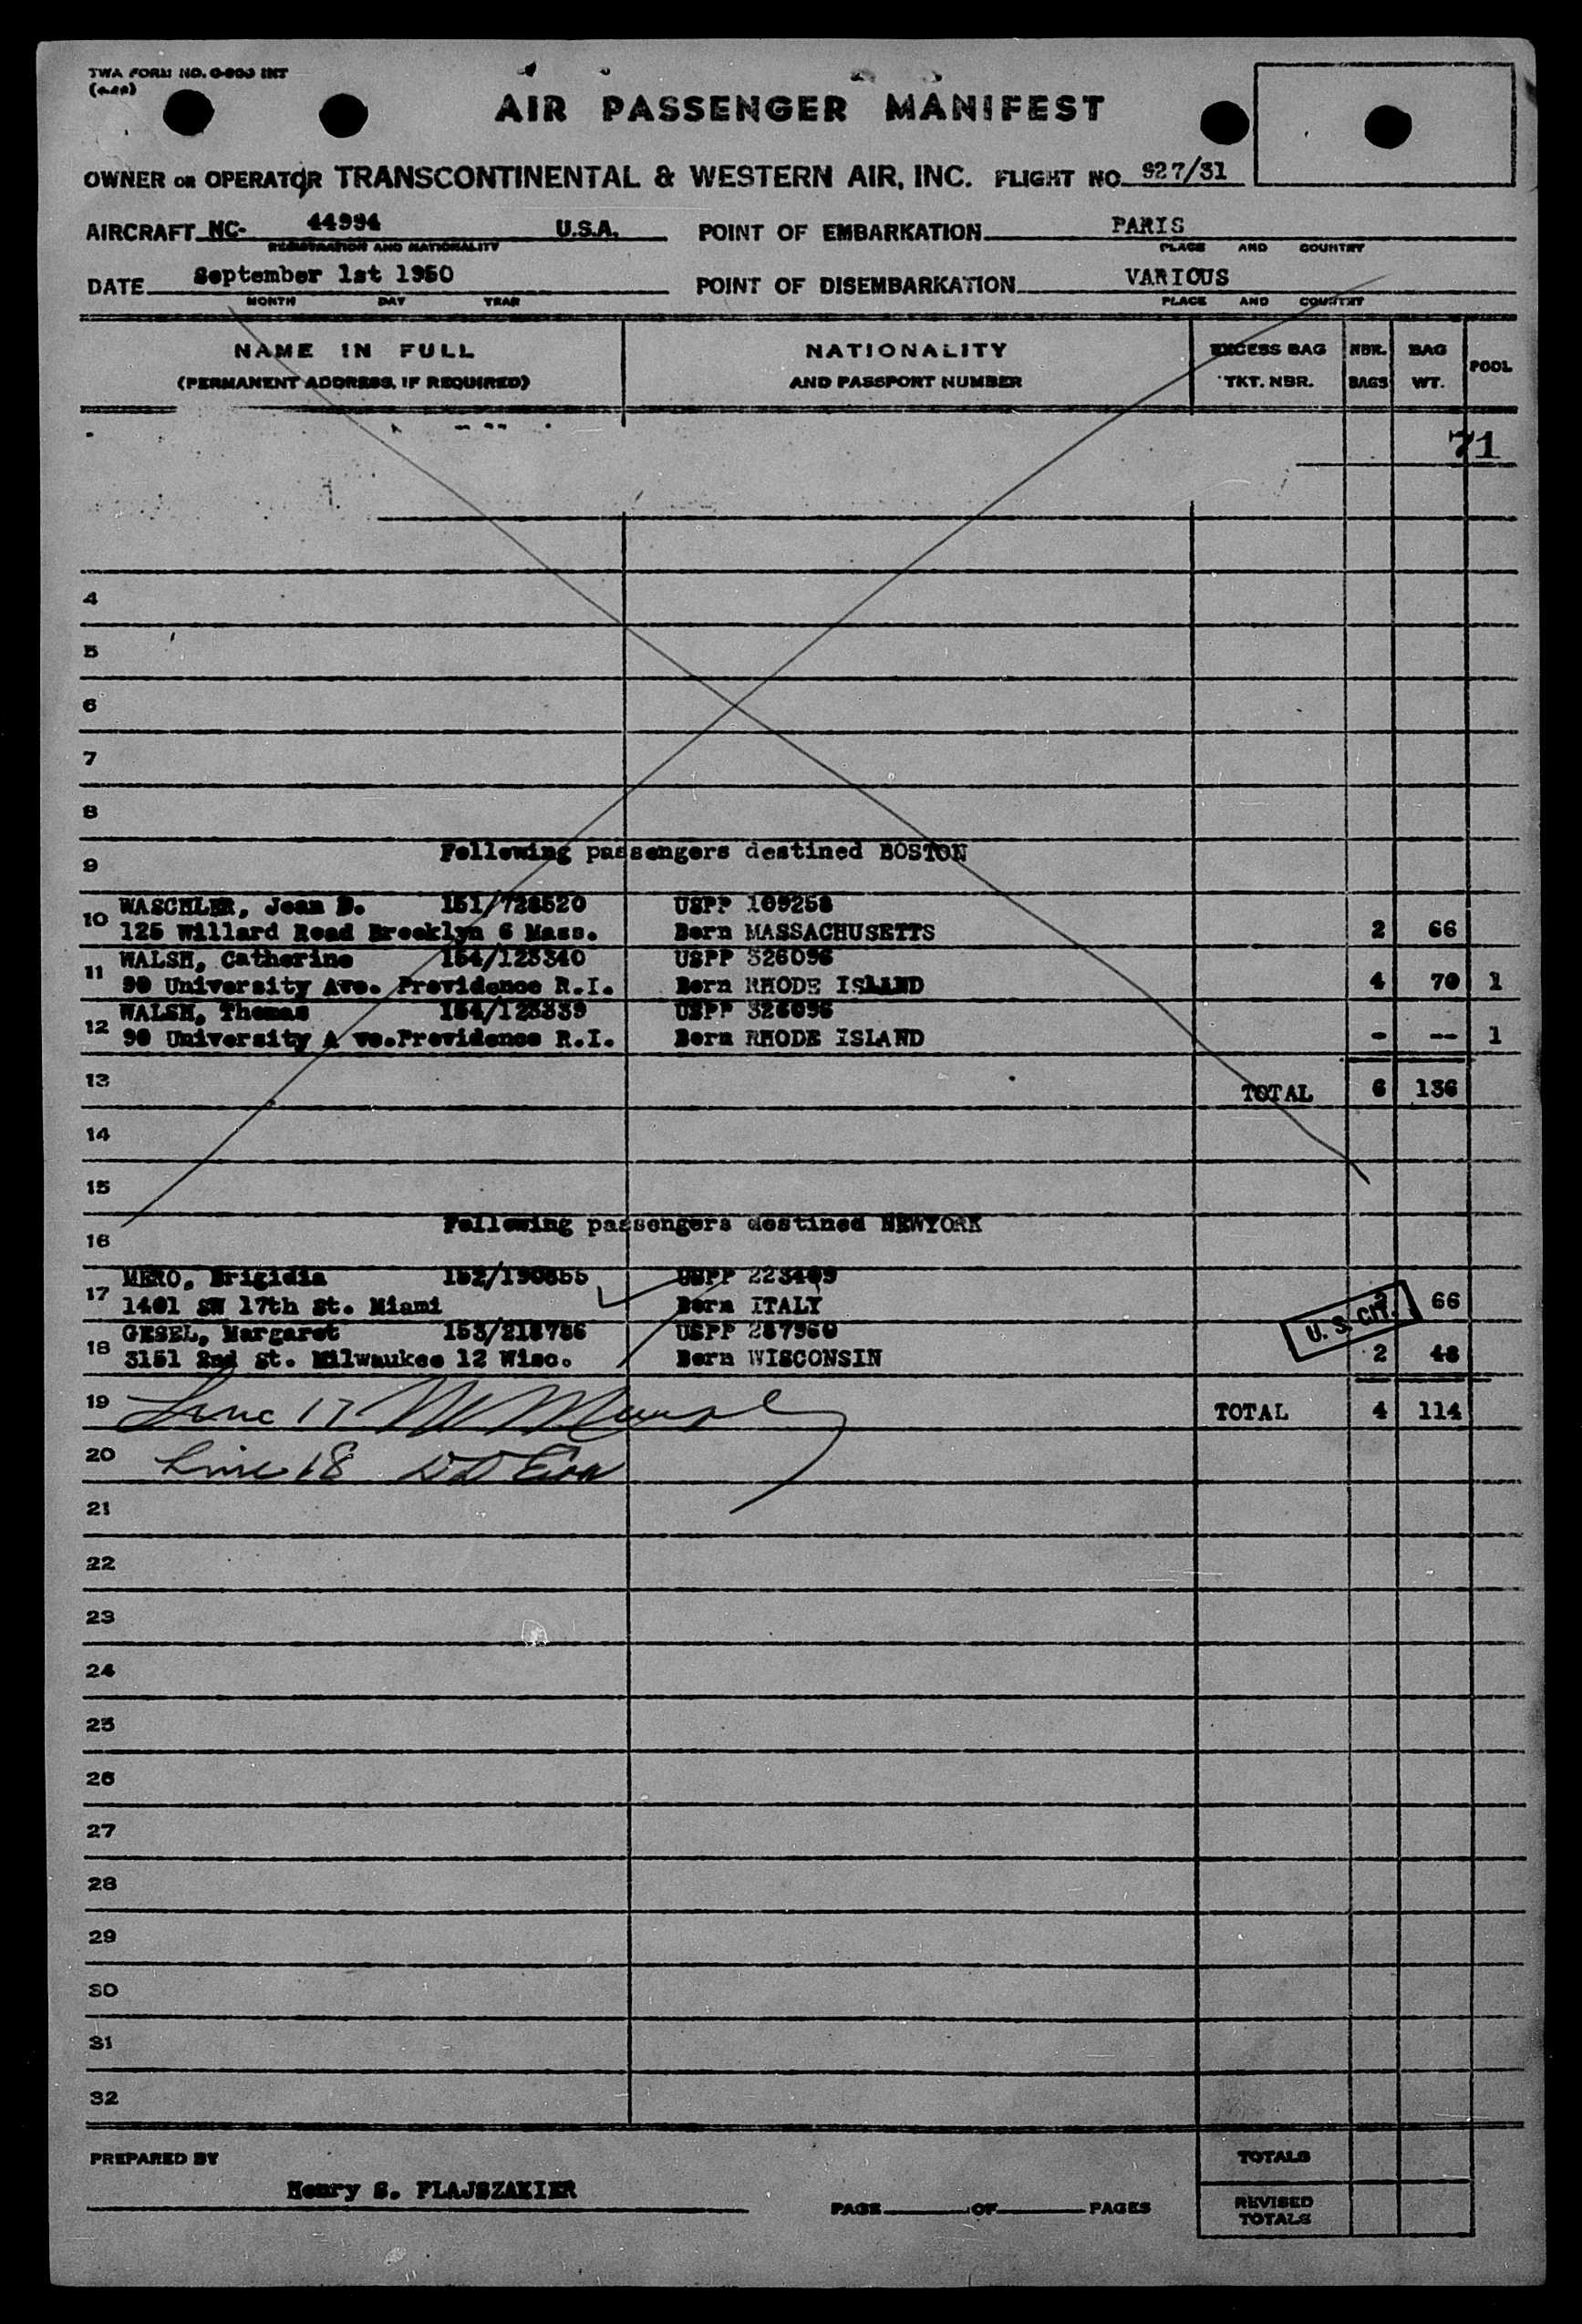 TWA FORM NO. 0-800 INT
AIR PASSENGER MANIFEST
OWNER OR OPERATOR TRANSCONTINENTAL & WESTERN AIR, INC. FLIGHT NO. 927/31
AIRCRAFT NC- 44994 U.S.A. POINT OF EMBARKATION PARIS
REGISTRATION AND NATIONALITY PLACE AND COUNTRY
DATE September 1st 1950 POINT OF DISEMBARKATION VARIOUS
MONTH DAY YEAR PLACE AND COUNTRY
NAME IN FULL NATIONALITY EXCESS BAG NBR. BAG POOL
(PERMANENT ADDRESS, IF REQUIRED) AND PASSPORT NUMBER TKT. NBR. BAGS WT.
71
4
5
6
7
8
9 Following passengers destined BOSTON
10 WASCHLER, Jean D. 151/728520 USPP 109258
125 Willard Road Brooklyn 6 Mass. Born MASSACHUSETTS 2 66
11 WALSH, Catherine 154/123340 USPP 326096
90 University Ave. Providence R.I. Born RHODE ISLAND 4 70 1
12 WALSH, Thomas 154/123339 USPP 326096
90 University A ve.Providence R.I. Born RHODE ISLAND - -- 1
13 TOTAL 6 136
14
15
16 Following passengers destined NEWYORK
17 MERO, Brigidia 152/190855 USPP 223409
1401 SW 17th St. Miami Born ITALY 2 66
U. S. CIT.
18 GESEL, Margaret 153/218786 USPP 287960
3151 2nd St. Milwaukee 12 Wisc. Born WISCONSIN 2 48
19 Line 17 TOTAL 4 114
20 Line 18
21
22
23
24
25
26
27
28
29
30
31
32
PREPARED BY TOTALS
Henry S. FLAJSZAKIER
PAGE OF PAGES REVISED TOTALS